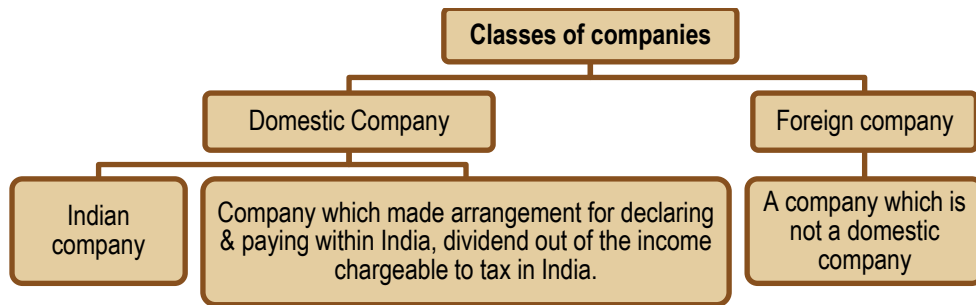 Classes of companies
Domestic Company
Foreign company
Indian
company
Company which made arrangement for declaring
& paying within India, dividend out of the income
chargeable to tax in India.
A company which is
not a domestic
company